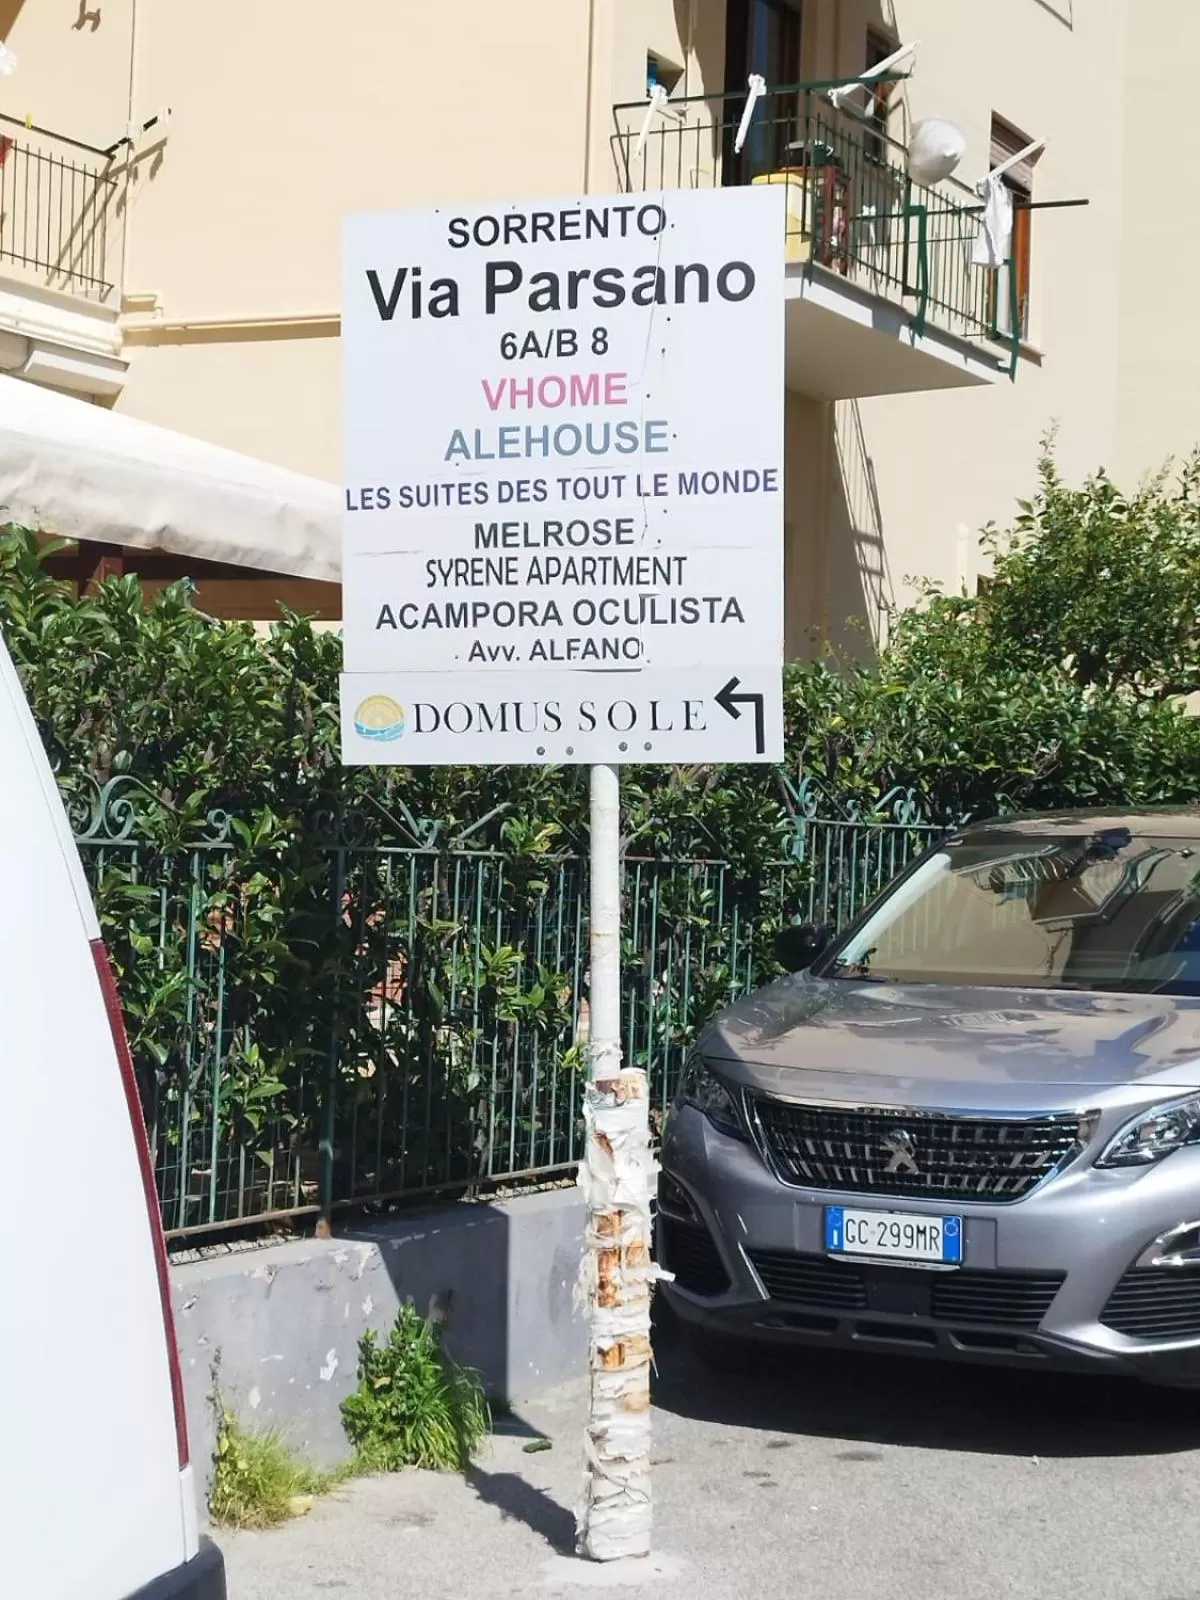 SORRENTO
Via Parsano
6A/B 8
VHOME
ALEHOUSE
LES SUITES DES TOUT LE MONDE
MELROSE
SYRENE APARTMENT
ACAMPORA OCULISTA
Avv. ALFANO
DOMUS SOLE
I GC 299MR